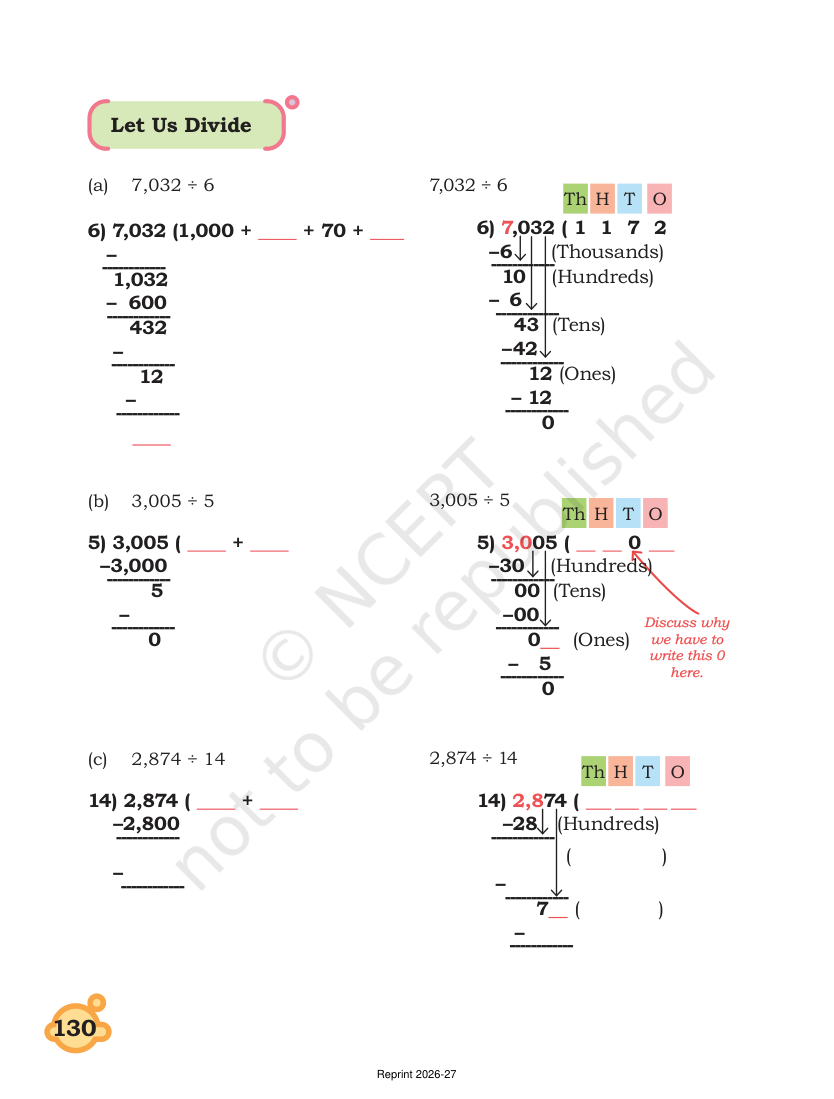 Let Us Divide
(a) 7,032 ÷ 6
6) 7,032 (1,000 + ____ + 70 + ____
–
1,032
– 600
432
–
12
–
____
7,032 ÷ 6
Th H T O
6) 7,032 ( 1 1 7 2
–6 (Thousands)
10 (Hundreds)
– 6
43 (Tens)
–42
12 (Ones)
– 12
0
(b) 3,005 ÷ 5
5) 3,005 ( ____ + ____
–3,000
5
–
0
3,005 ÷ 5
Th H T O
5) 3,005 ( __ __ 0 __
–30 (Hundreds)
00 (Tens)
–00
0__ (Ones)
– 5
0
Discuss why
we have to
write this 0
here.
(c) 2,874 ÷ 14
14) 2,874 ( ____ + ____
–2,800
–
2,874 ÷ 14
Th H T O
14) 2,874 ( __ __ __ __
–28 (Hundreds)
( )
–
7__ ( )
–
© NCERT
not to be republished
130
Reprint 2026-27